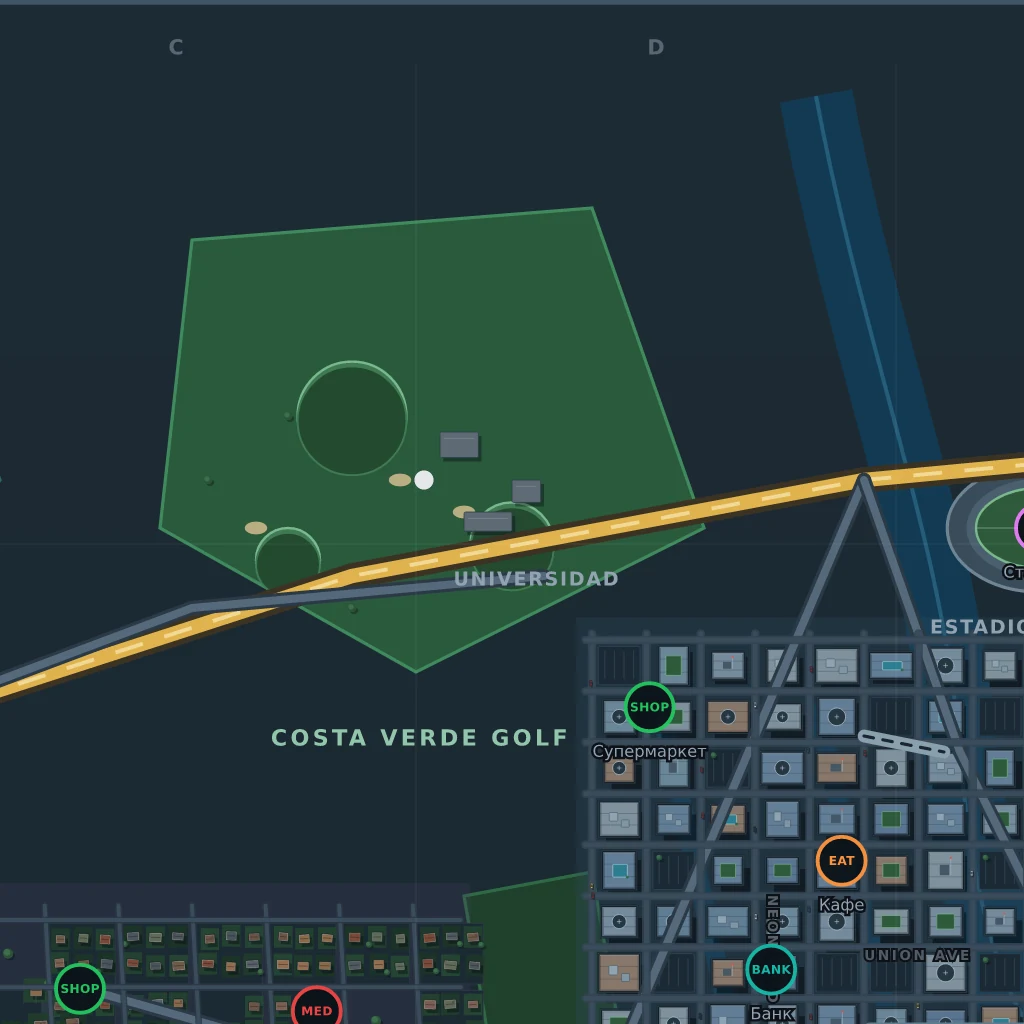 C
D
UNIVERSIDAD
ESTADIO
SHOP
COSTA VERDE GOLF
Супермаркет
EAT
Кафе
UNION AVE
BANK
SHOP
MED
Банк